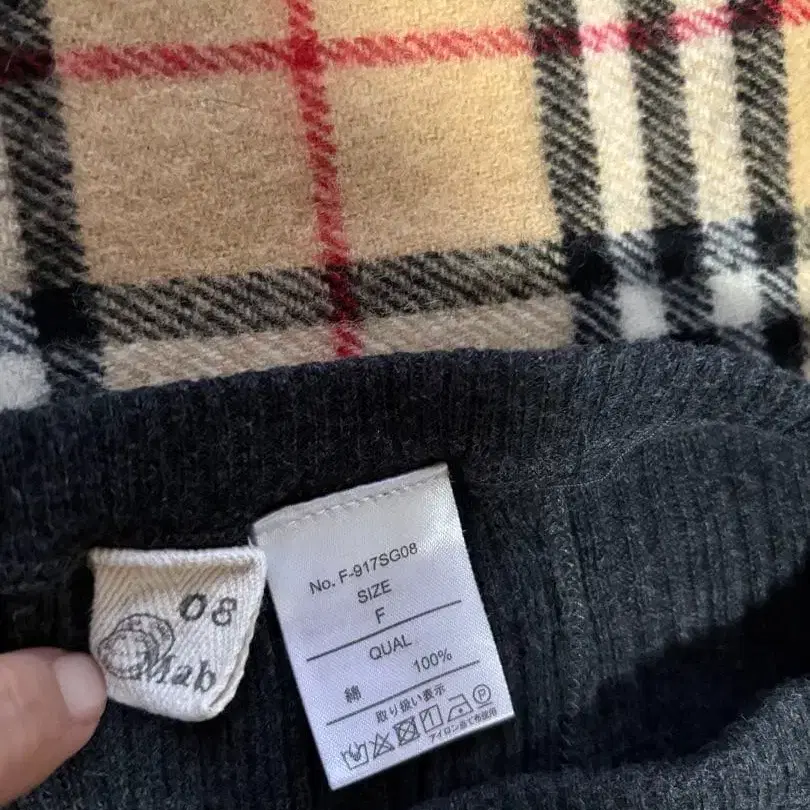 08
Mab
No. F-917SG08
SIZE
F
QUAL
綿 100%
取り扱い表示
アイロン当て布使用